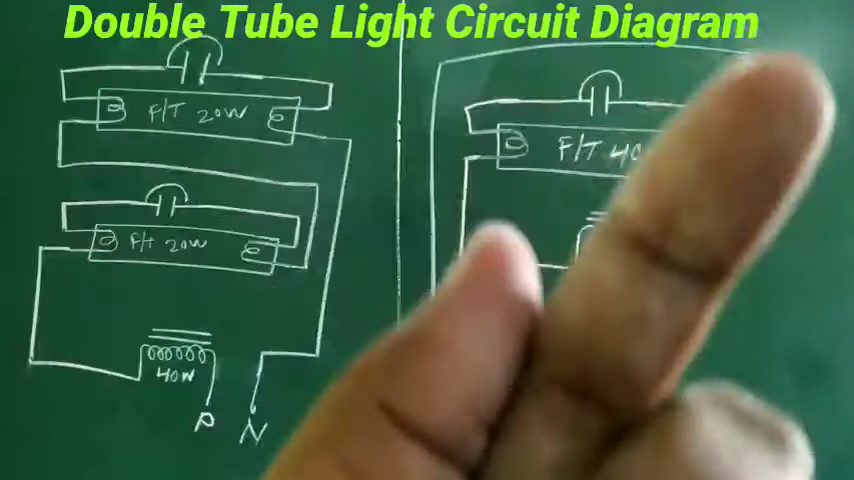 Double Tube Light Circuit Diagram
F/T 20W
F/T 40
F/T 20W
40W
P
N